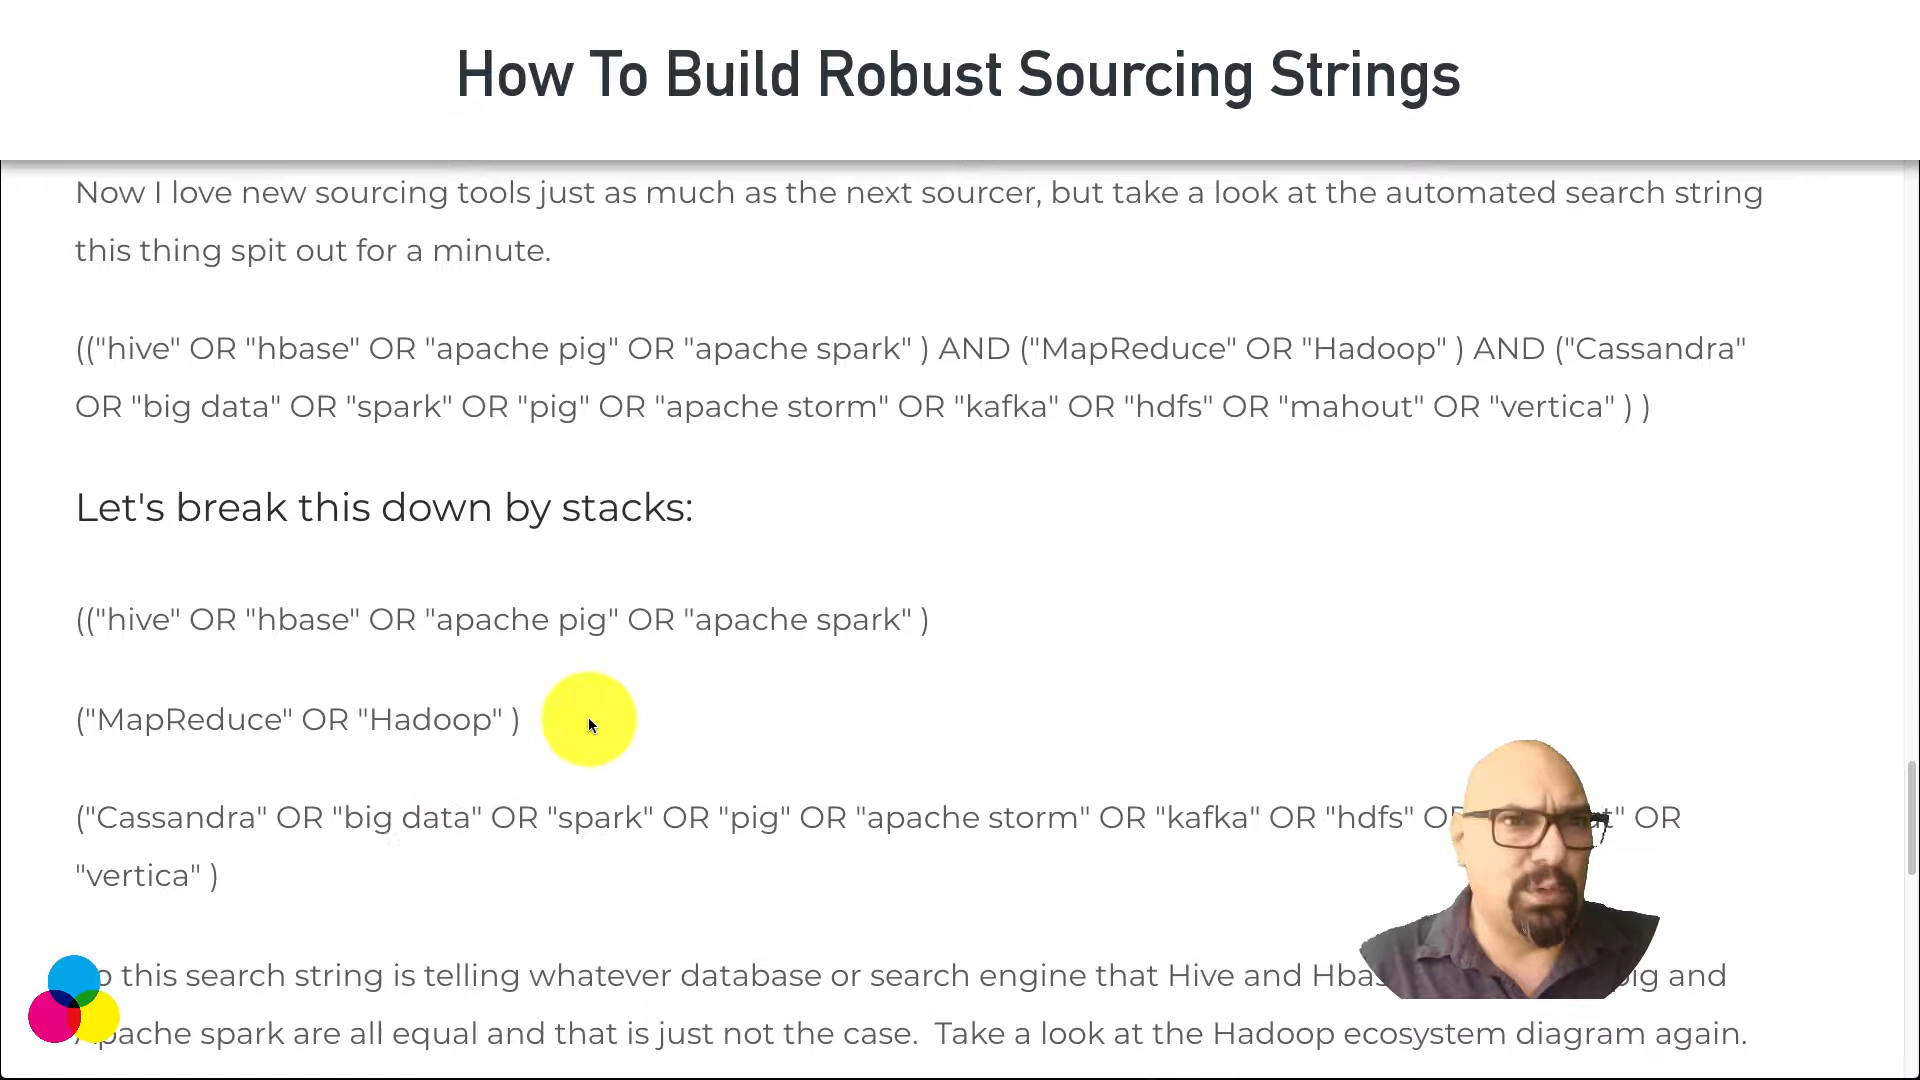 How To Build Robust Sourcing Strings
Now I love new sourcing tools just as much as the next sourcer, but take a look at the automated search string
this thing spit out for a minute.
(("hive" OR "hbase" OR "apache pig" OR "apache spark" ) AND ("MapReduce" OR "Hadoop" ) AND ("Cassandra"
OR "big data" OR "spark" OR "pig" OR "apache storm" OR "kafka" OR "hdfs" OR "mahout" OR "vertica" ) )
Let's break this down by stacks:
(("hive" OR "hbase" OR "apache pig" OR "apache spark" )
("MapReduce" OR "Hadoop" )
("Cassandra" OR "big data" OR "spark" OR "pig" OR "apache storm" OR "kafka" OR "hdfs" OR
"vertica" )
this search string is telling whatever database or search engine that Hive and and
are all equal and that is just not the case. Take a look at the Hadoop ecosystem diagram again.